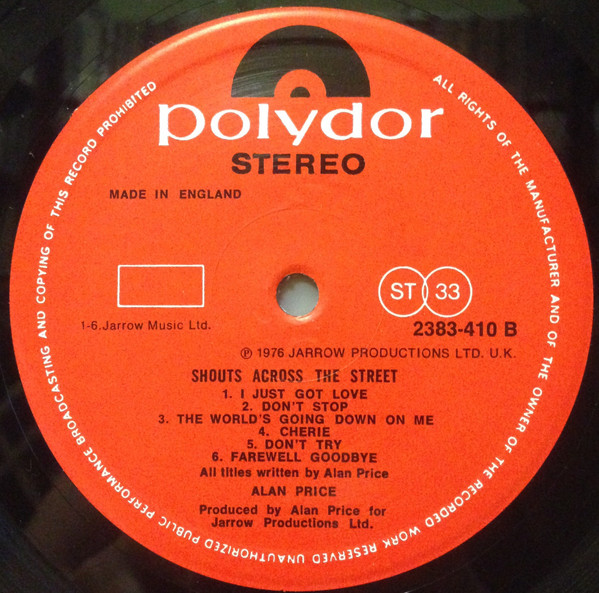 polydor
STEREO
MADE IN ENGLAND
ST 33
2383-410 B
1-6.Jarrow Music Ltd.
℗ 1976 JARROW PRODUCTIONS LTD. U.K.
SHOUTS ACROSS THE STREET
1. I JUST GOT LOVE
2. DON'T STOP
3. THE WORLD'S GOING DOWN ON ME
4. CHERIE
5. DON'T TRY
6. FAREWELL GOODBYE
All titles written by Alan Price
ALAN PRICE
Produced by Alan Price for
Jarrow Productions Ltd.
ALL RIGHTS OF THE MANUFACTURER AND OF THE OWNER OF THE RECORDED WORK RESERVED UNAUTHORIZED PUBLIC PERFORMANCE BROADCASTING AND COPYING OF THIS RECORD PROHIBITED